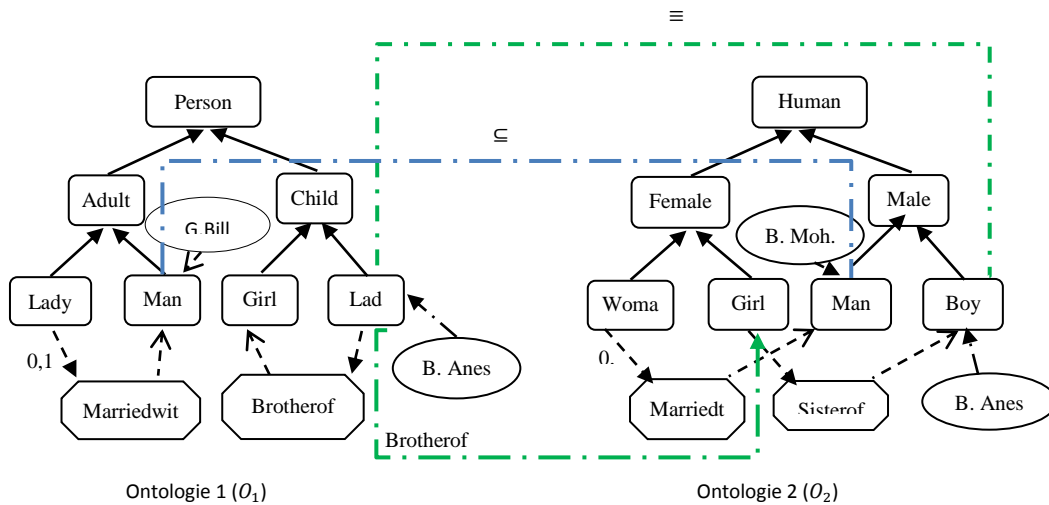 ≡
Person
Human
⊆
Adult
Child
Female
Male
G.Bill
B. Moh.
Lady
Man
Girl
Lad
Woma
Girl
Man
Boy
0,1
0.
B. Anes
B. Anes
Marriedwit
Brotherof
Marriedt
Sisterof
Brotherof
Ontologie 1 (O₁)
Ontologie 2 (O₂)